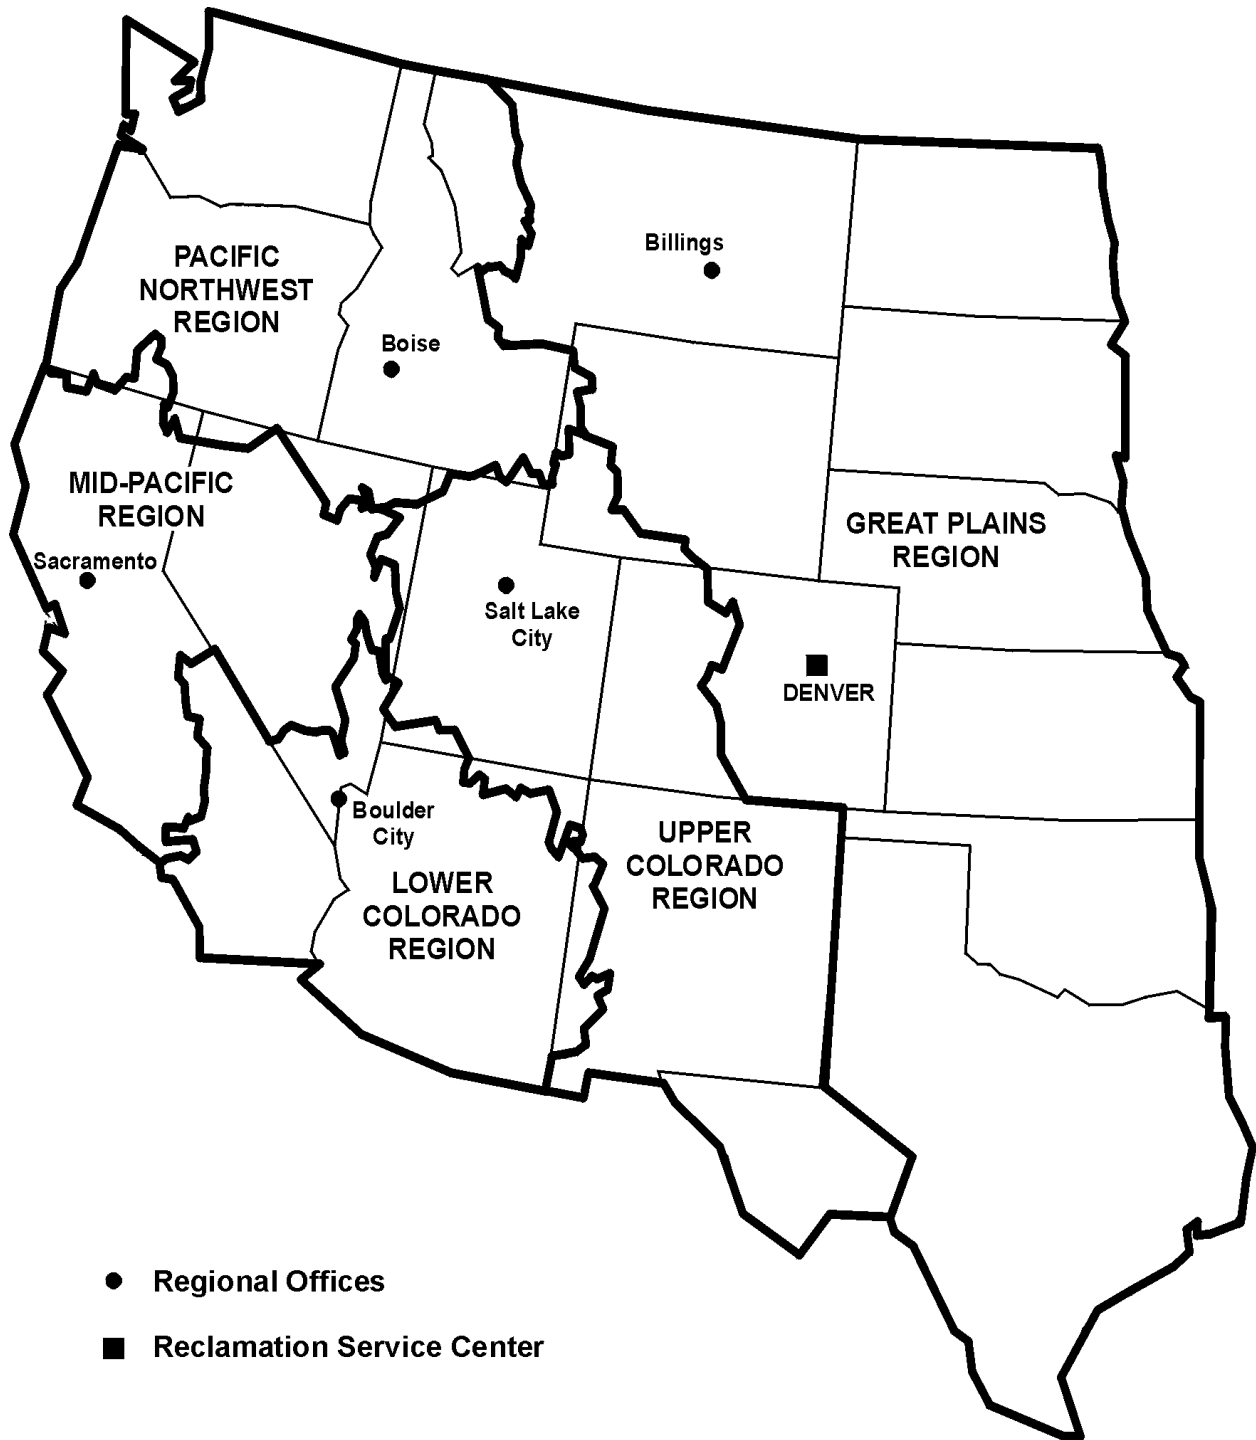 Billings
PACIFIC
NORTHWEST
REGION
Boise
MID-PACIFIC
REGION
GREAT PLAINS
REGION
Sacramento
Salt Lake
City
DENVER
Boulder
City
UPPER
COLORADO
REGION
LOWER
COLORADO
REGION
Regional Offices
Reclamation Service Center